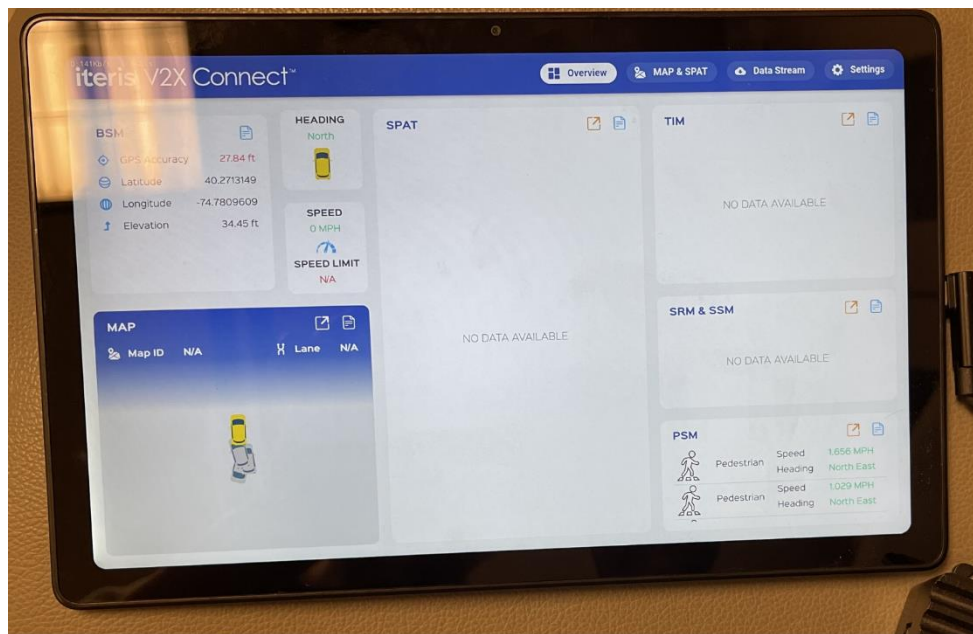 iteris V2X Connect™
Overview
MAP & SPAT
Data Stream
Settings
BSM
GPS Accuracy 27.84 ft
Latitude 40.2713149
Longitude -74.7809609
Elevation 34.45 ft
HEADING
North
SPEED
0 MPH
SPEED LIMIT
N/A
MAP
Map ID N/A Lane N/A
SPAT
NO DATA AVAILABLE
TIM
NO DATA AVAILABLE
SRM & SSM
NO DATA AVAILABLE
PSM
Pedestrian
Speed 1.656 MPH
Heading North East
Pedestrian
Speed 1.029 MPH
Heading North East